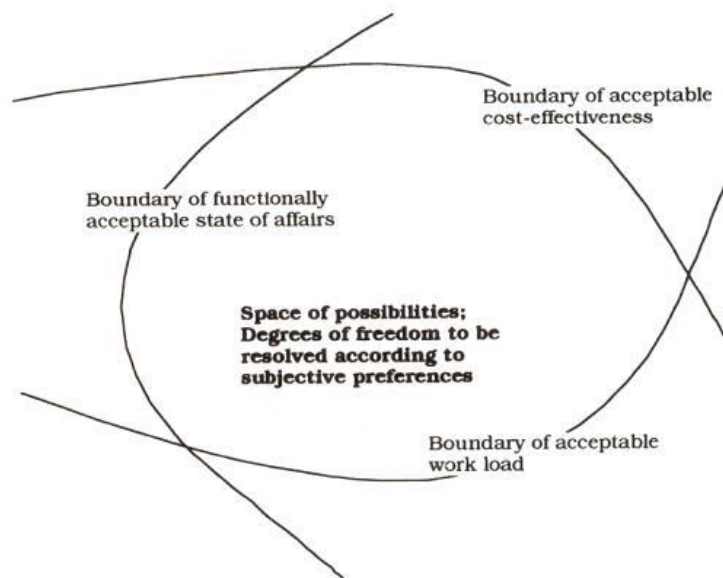 Boundary of acceptable
cost-effectiveness
Boundary of functionally
acceptable state of affairs
Space of possibilities;
Degrees of freedom to be
resolved according to
subjective preferences
Boundary of acceptable
work load